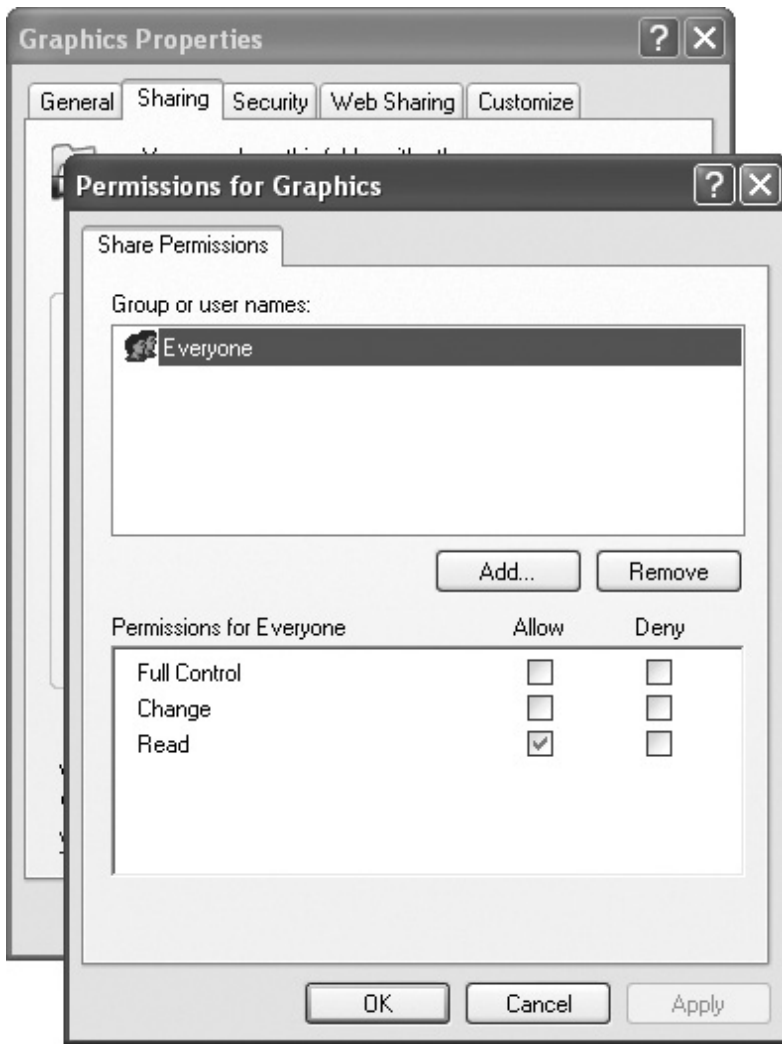 Graphics Properties
General Sharing Security Web Sharing Customize
Permissions for Graphics
Share Permissions
Group or user names:
Everyone
Add... Remove
Permissions for Everyone Allow Deny
Full Control
Change
Read
OK Cancel Apply